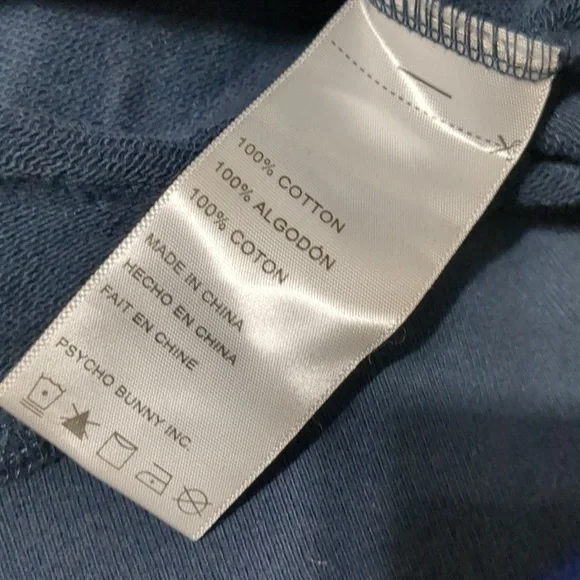 100% COTTON
100% ALGODÓN
100% COTON
MADE IN CHINA
HECHO EN CHINA
FAIT EN CHINE
PSYCHO BUNNY INC.